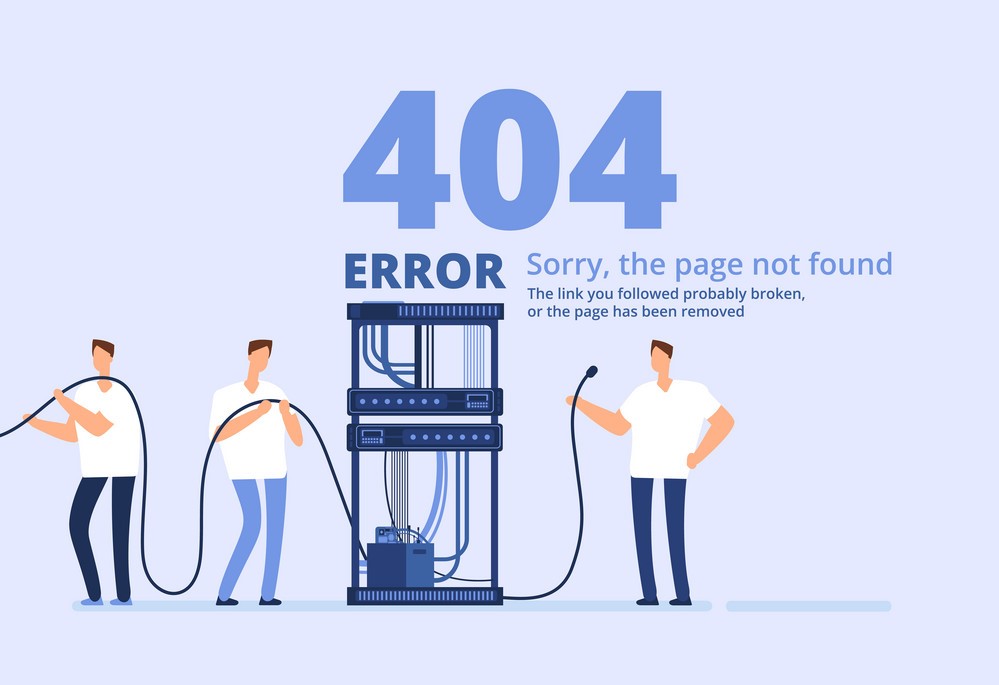 404
ERROR
Sorry, the page not found
The link you followed probably broken,
or the page has been removed